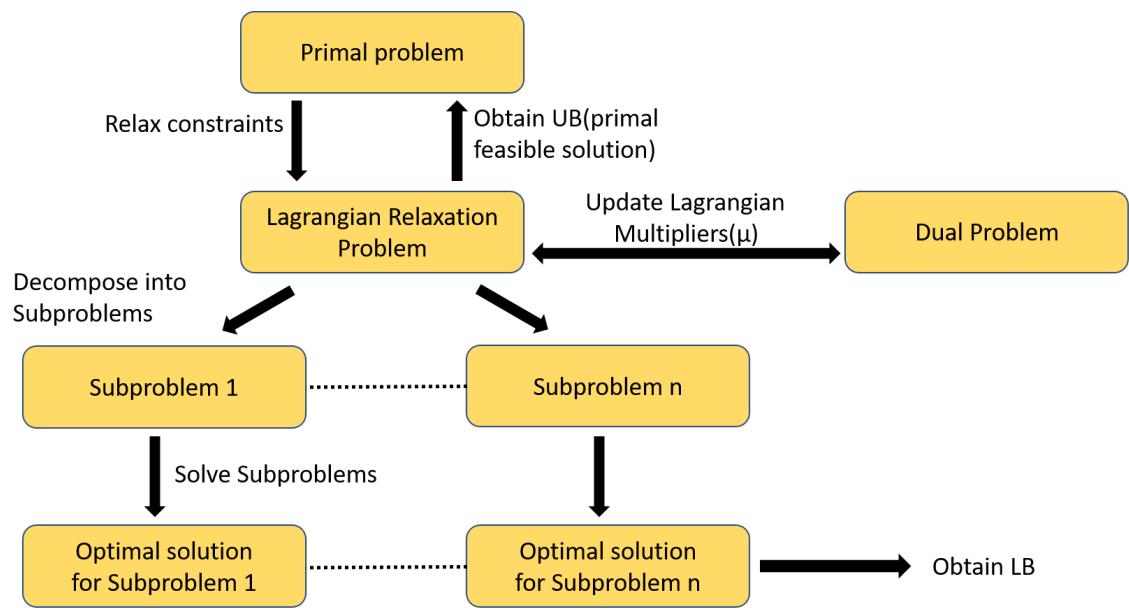 Primal problem
Relax constraints
Obtain UB(primal
feasible solution)
Lagrangian Relaxation
Problem
Update Lagrangian
Multipliers(μ)
Dual Problem
Decompose into
Subproblems
Subproblem 1
Subproblem n
Solve Subproblems
Optimal solution
for Subproblem 1
Optimal solution
for Subproblem n
Obtain LB